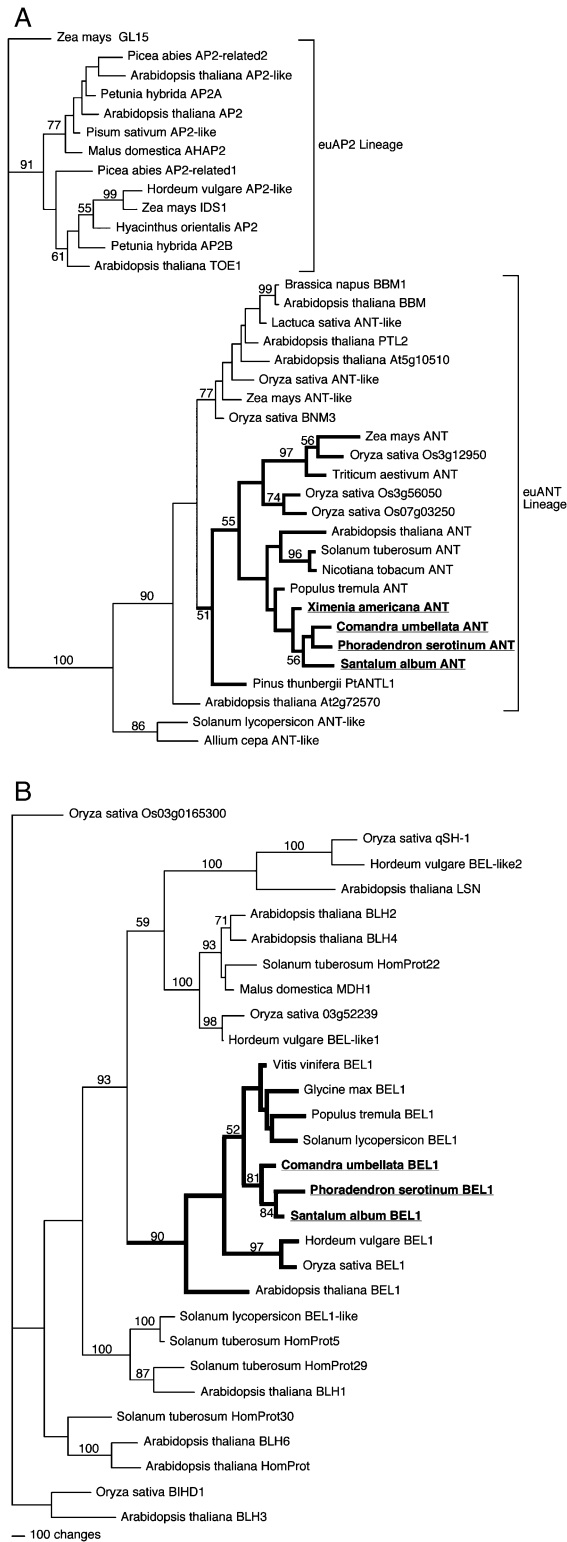 A
Zea mays GL15
Picea abies AP2-related2
Arabidopsis thaliana AP2-like
Petunia hybrida AP2A
Arabidopsis thaliana AP2
77
Pisum sativum AP2-like
Malus domestica AHAP2
euAP2 Lineage
91
Picea abies AP2-related1
Hordeum vulgare AP2-like
99
55
Zea mays IDS1
Hyacinthus orientalis AP2
Petunia hybrida AP2B
61
Arabidopsis thaliana TOE1
99
Brassica napus BBM1
Arabidopsis thaliana BBM
Lactuca sativa ANT-like
Arabidopsis thaliana PTL2
Arabidopsis thaliana At5g10510
Oryza sativa ANT-like
77
Zea mays ANT-like
Oryza sativa BNM3
56
Zea mays ANT
97
Oryza sativa Os3g12950
Triticum aestivum ANT
74
Oryza sativa Os3g56050
Oryza sativa Os07g03250
euANT
Lineage
55
Arabidopsis thaliana ANT
96
Solanum tuberosum ANT
Nicotiana tobacum ANT
Populus tremula ANT
90
51
Ximenia americana ANT
Comandra umbellata ANT
Phoradendron serotinum ANT
56
Santalum album ANT
100
Pinus thunbergii PtANTL1
Arabidopsis thaliana At2g72570
86
Solanum lycopersicon ANT-like
Allium cepa ANT-like
B
Oryza sativa Os03g0165300
Oryza sativa qSH-1
100
100
Hordeum vulgare BEL-like2
Arabidopsis thaliana LSN
59
71
Arabidopsis thaliana BLH2
93
Arabidopsis thaliana BLH4
Solanum tuberosum HomProt22
100
Malus domestica MDH1
98
Oryza sativa 03g52239
Hordeum vulgare BEL-like1
93
Vitis vinifera BEL1
Glycine max BEL1
Populus tremula BEL1
52
Solanum lycopersicon BEL1
81
Comandra umbellata BEL1
Phoradendron serotinum BEL1
84
Santalum album BEL1
90
97
Hordeum vulgare BEL1
Oryza sativa BEL1
Arabidopsis thaliana BEL1
100
Solanum lycopersicon BEL1-like
Solanum tuberosum HomProt5
100
87
Solanum tuberosum HomProt29
Arabidopsis thaliana BLH1
Solanum tuberosum HomProt30
100
Arabidopsis thaliana BLH6
Arabidopsis thaliana HomProt
Oryza sativa BIHD1
Arabidopsis thaliana BLH3
100 changes